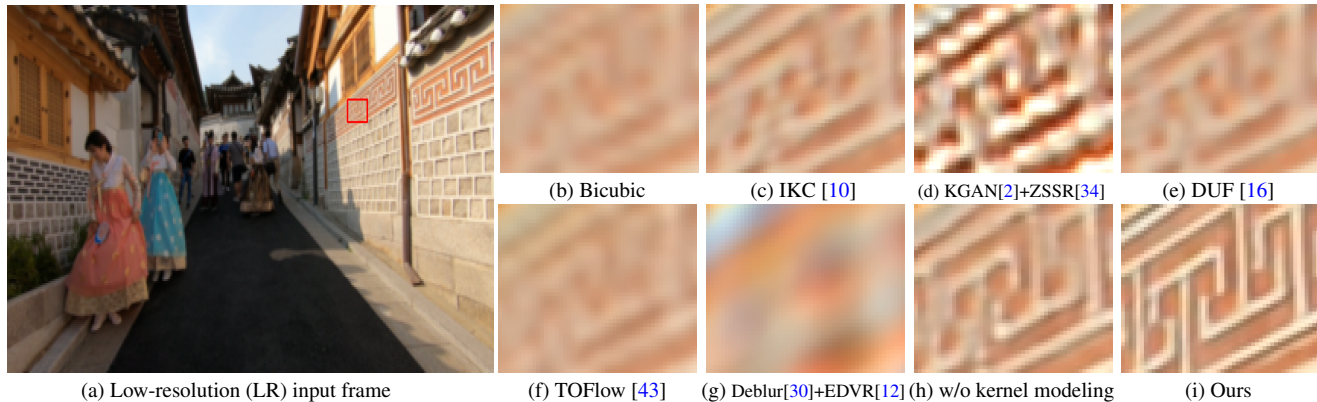 (b) Bicubic
(c) IKC [10]
(d) KGAN[2]+ZSSR[34]
(e) DUF [16]
(a) Low-resolution (LR) input frame
(f) TOFlow [43]
(g) Deblur[30]+EDVR[12]
(h) w/o kernel modeling
(i) Ours